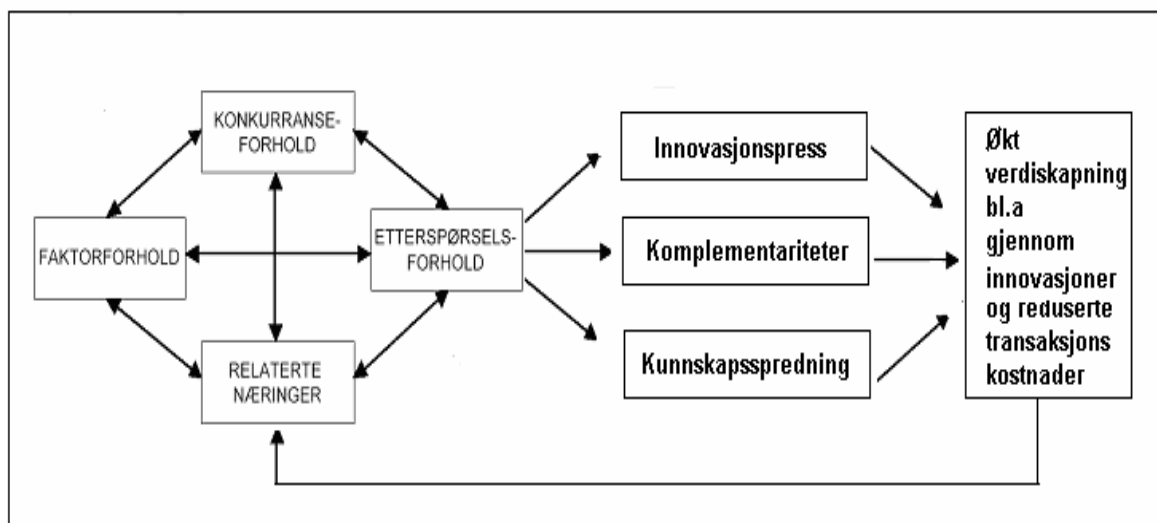 KONKURRANSE-
FORHOLD
FAKTORFORHOLD
ETTERSPØRSELS-
FORHOLD
RELATERTE
NÆRINGER
Innovasjonspress
Komplementariteter
Kunnskapsspredning
Økt
verdiskapning
bl.a
gjennom
innovasjoner
og reduserte
transaksjons
kostnader